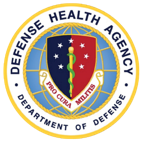 DEFENSE HEALTH AGENCY
PRO CURA MILITIS
DEPARTMENT OF DEFENSE